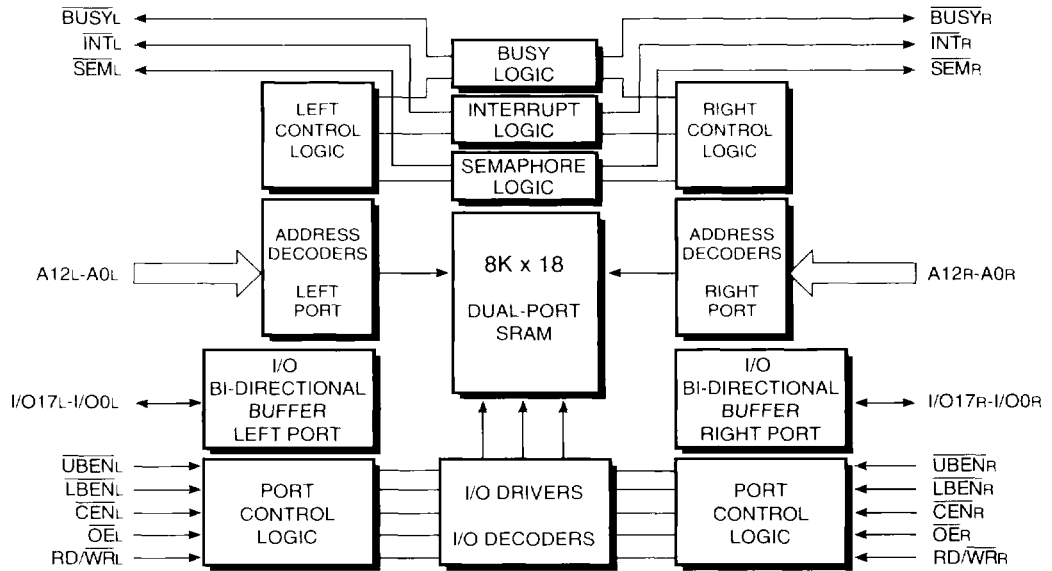 BUSYL
BUSYR
INTL
INTR
SEML
SEMR
BUSY
LOGIC
LEFT
CONTROL
LOGIC
INTERRUPT
LOGIC
RIGHT
CONTROL
LOGIC
SEMAPHORE
LOGIC
A12L-A0L
ADDRESS
DECODERS
LEFT
PORT
8K x 18
DUAL-PORT
SRAM
ADDRESS
DECODERS
RIGHT
PORT
A12R-A0R
I/O17L-I/O0L
I/O
BI-DIRECTIONAL
BUFFER
LEFT PORT
I/O
BI-DIRECTIONAL
BUFFER
RIGHT PORT
I/O17R-I/O0R
UBENL
LBENL
CENL
OEL
RD/WRL
PORT
CONTROL
LOGIC
I/O DRIVERS
I/O DECODERS
PORT
CONTROL
LOGIC
UBENR
LBENR
CENR
OER
RD/WRR